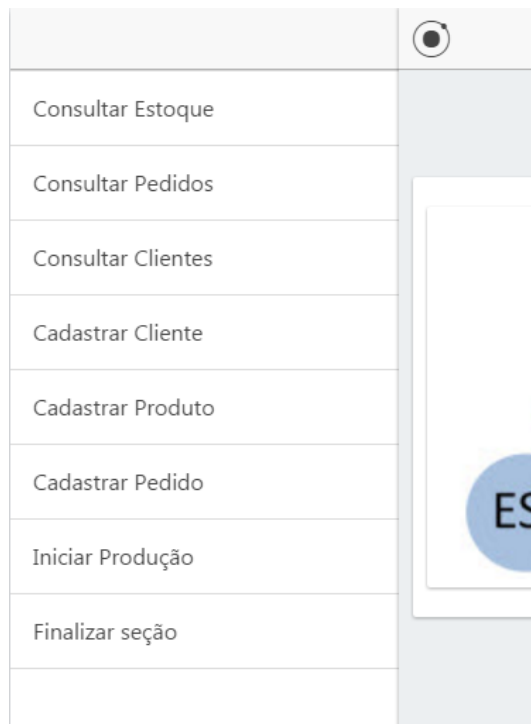 Consultar Estoque
Consultar Pedidos
Consultar Clientes
Cadastrar Cliente
Cadastrar Produto
Cadastrar Pedido
Iniciar Produção
Finalizar seção
ES